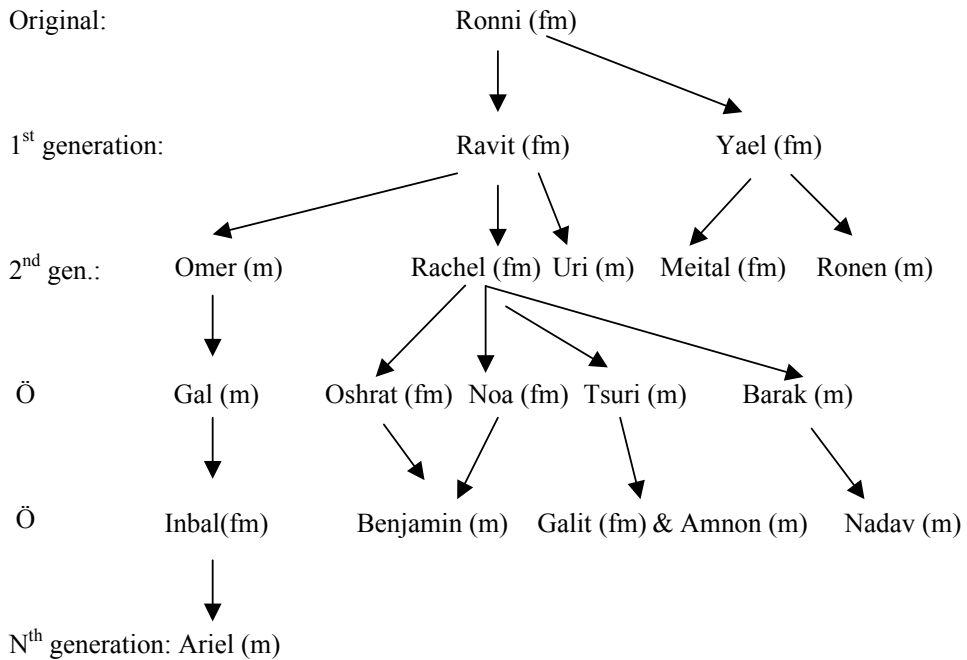 Original: Ronni (fm)
1st generation: Ravit (fm) Yael (fm)
2nd gen.: Omer (m) Rachel (fm) Uri (m) Meital (fm) Ronen (m)
Ö Gal (m) Oshrat (fm) Noa (fm) Tsuri (m) Barak (m)
Ö Inbal(fm) Benjamin (m) Galit (fm) & Amnon (m) Nadav (m)
Nth generation: Ariel (m)